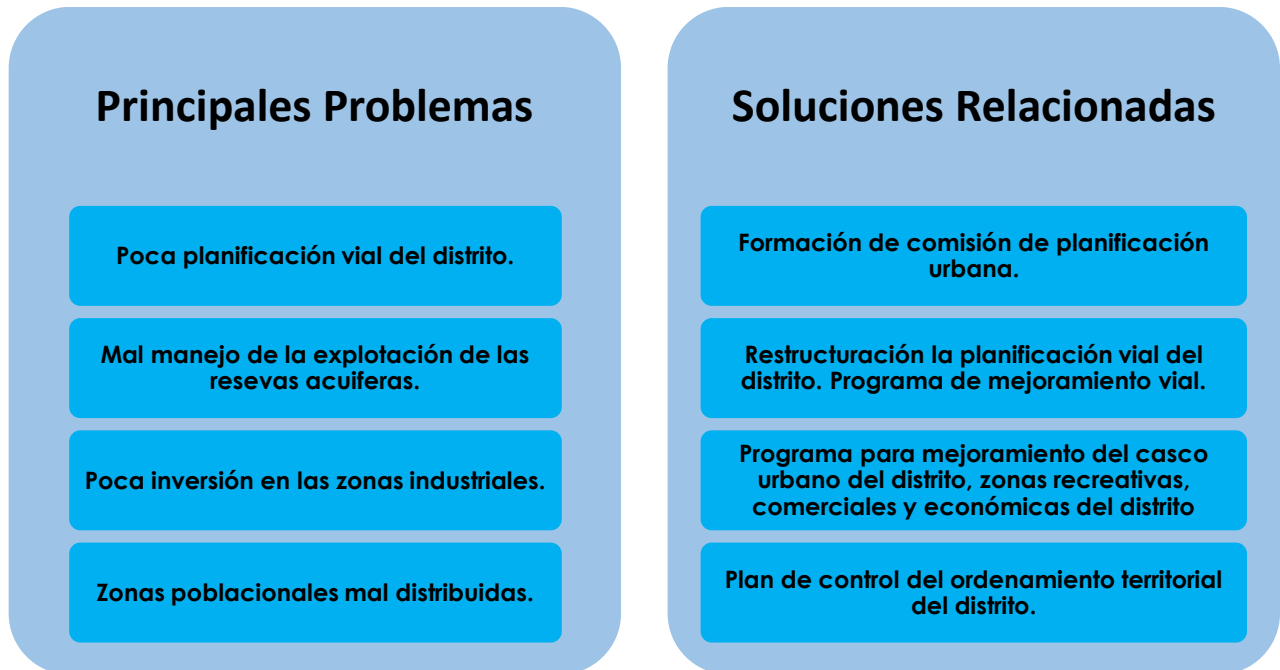 Principales Problemas
Poca planificación vial del distrito.
Mal manejo de la explotación de las
resevas acuiferas.
Poca inversión en las zonas industriales.
Zonas poblacionales mal distribuidas.
Soluciones Relacionadas
Formación de comisión de planificación
urbana.
Restructuración la planificación vial del
distrito. Programa de mejoramiento vial.
Programa para mejoramiento del casco
urbano del distrito, zonas recreativas,
comerciales y económicas del distrito
Plan de control del ordenamiento territorial
del distrito.